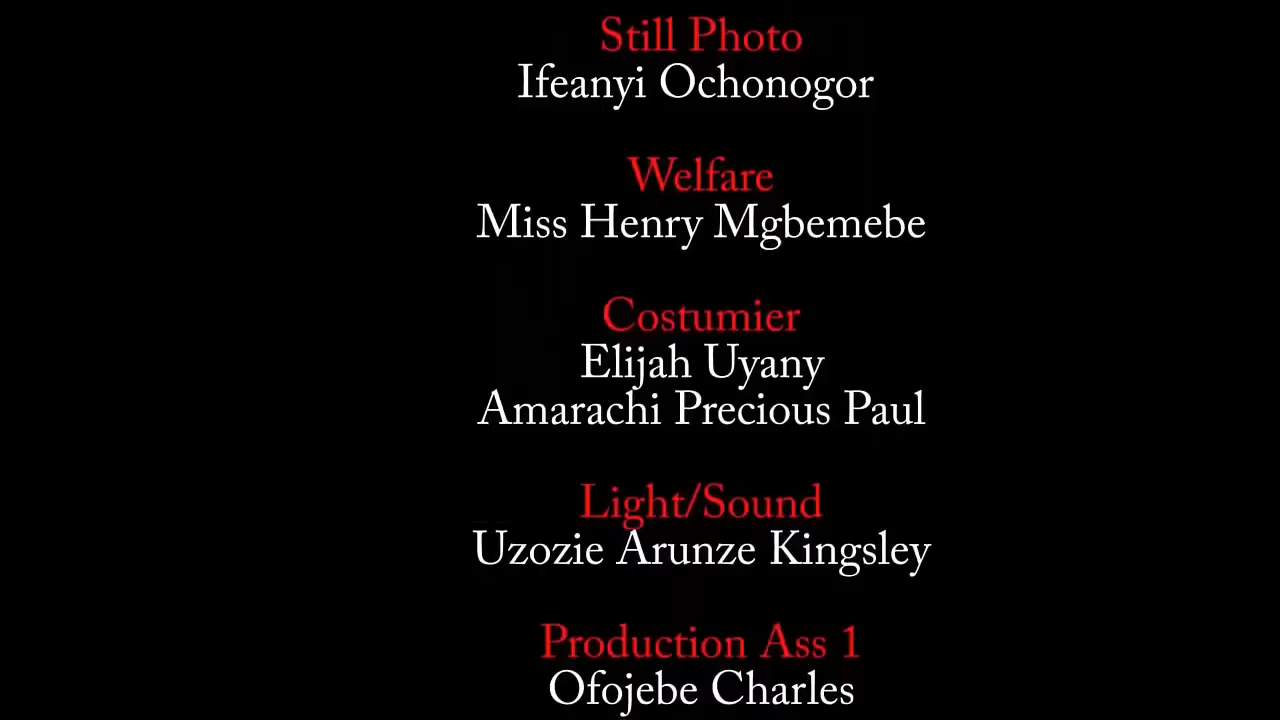 Still Photo
Ifeanyi Ochonogor
Welfare
Miss Henry Mgbemebe
Costumier
Elijah Uyany
Amarachi Precious Paul
Light/Sound
Uzozie Arunze Kingsley
Production Ass 1
Ofojebe Charles